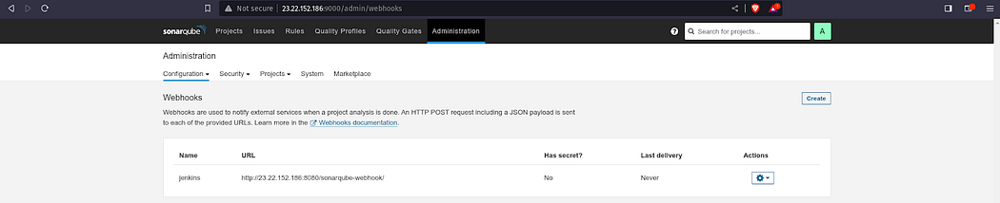 Not secure | 23.22.152.186:9000/admin/webhooks
sonarqube Projects Issues Rules Quality Profiles Quality Gates Administration Search for projects... A
Administration
Configuration Security Projects System Marketplace
Webhooks Create
Webhooks are used to notify external services when a project analysis is done. An HTTP POST request including a JSON payload is sent
to each of the provided URLs. Learn more in the Webhooks documentation.
Name URL Has secret? Last delivery Actions
jenkins http://23.22.152.186:8080/sonarqube-webhook/ No Never